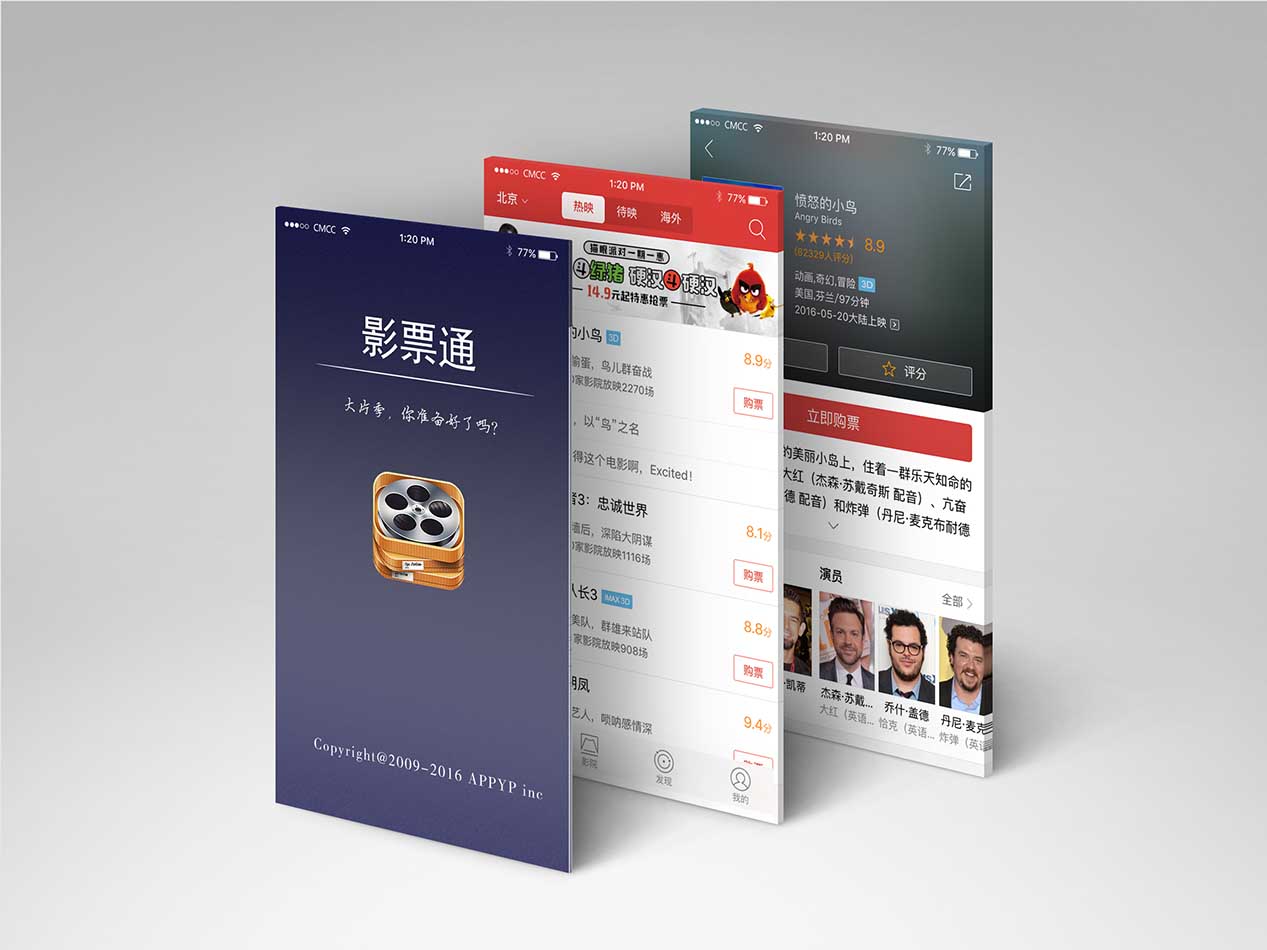 CMCC
1:20 PM
77%
影票通
大片季，你准备好了吗？
Copyright@2009-2016 APPYP inc
CMCC
1:20 PM
77%
北京
热映
待映
海外
猫眼派对一期一惠
斗绿猪 硬汉斗硬汉
14.9元起特惠抢票
的小鸟 3D
8.9分
偷蛋，鸟儿群奋战
家影院放映2270场
购票
，以“鸟”之名
得这个电影啊，Excited！
者3：忠诚世界
8.1分
墙后，深陷大阴谋
家影院放映1116场
购票
队长3 IMAX 3D
8.8分
美队，群雄来站队
家影院放映908场
购票
朋凤
9.4分
艺人，唢呐感情深
影院
发现
我的
CMCC
1:20 PM
77%
愤怒的小鸟
Angry Birds
8.9
(62329人评分)
动画,奇幻,冒险 3D
美国,芬兰/97分钟
2016-05-20大陆上映
评分
立即购票
的美丽小岛上，住着一群乐天知命的
大红（杰森·苏戴奇斯 配音）、亢奋
德 配音）和炸弹（丹尼·麦克布耐德
演员
全部
·凯蒂
杰森·苏戴...
大红（英语...
乔什·盖德
恰克（英语...
丹尼·麦克
炸弹（英语